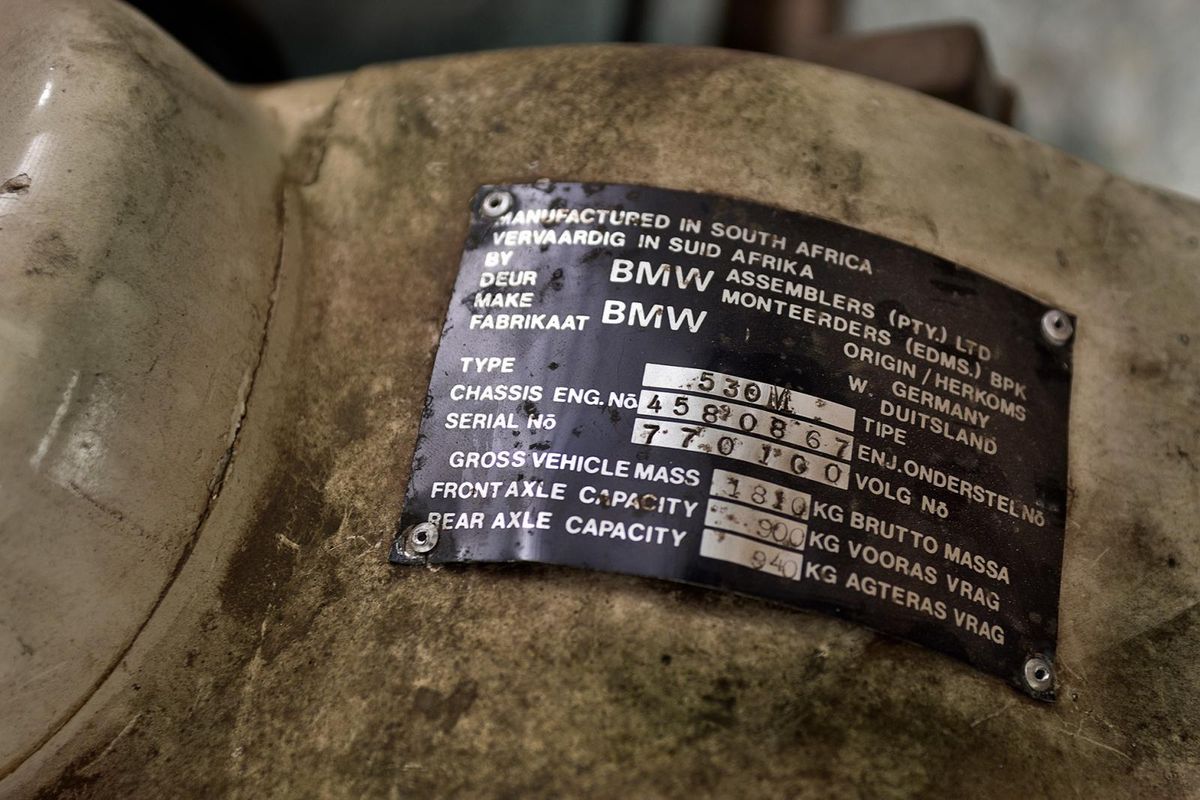 MANUFACTURED IN SOUTH AFRICA
VERVAARDIG IN SUID AFRIKA
BY
DEUR
BMW ASSEMBLERS (PTY.) LTD
MONTEERDERS (EDMS.) BPK
MAKE
FABRIKAAT
BMW
ORIGIN/HERKOMS
W. GERMANY
DUITSLAND
TYPE 530M TIPE
CHASSIS ENG. Nō 4580867 ENJ.ONDERSTEL Nō
SERIAL Nō 770100 VOLG Nō
GROSS VEHICLE MASS 1810 KG BRUTTO MASSA
FRONT AXLE CAPACITY 900 KG VOORAS VRAG
REAR AXLE CAPACITY 940 KG AGTERAS VRAG